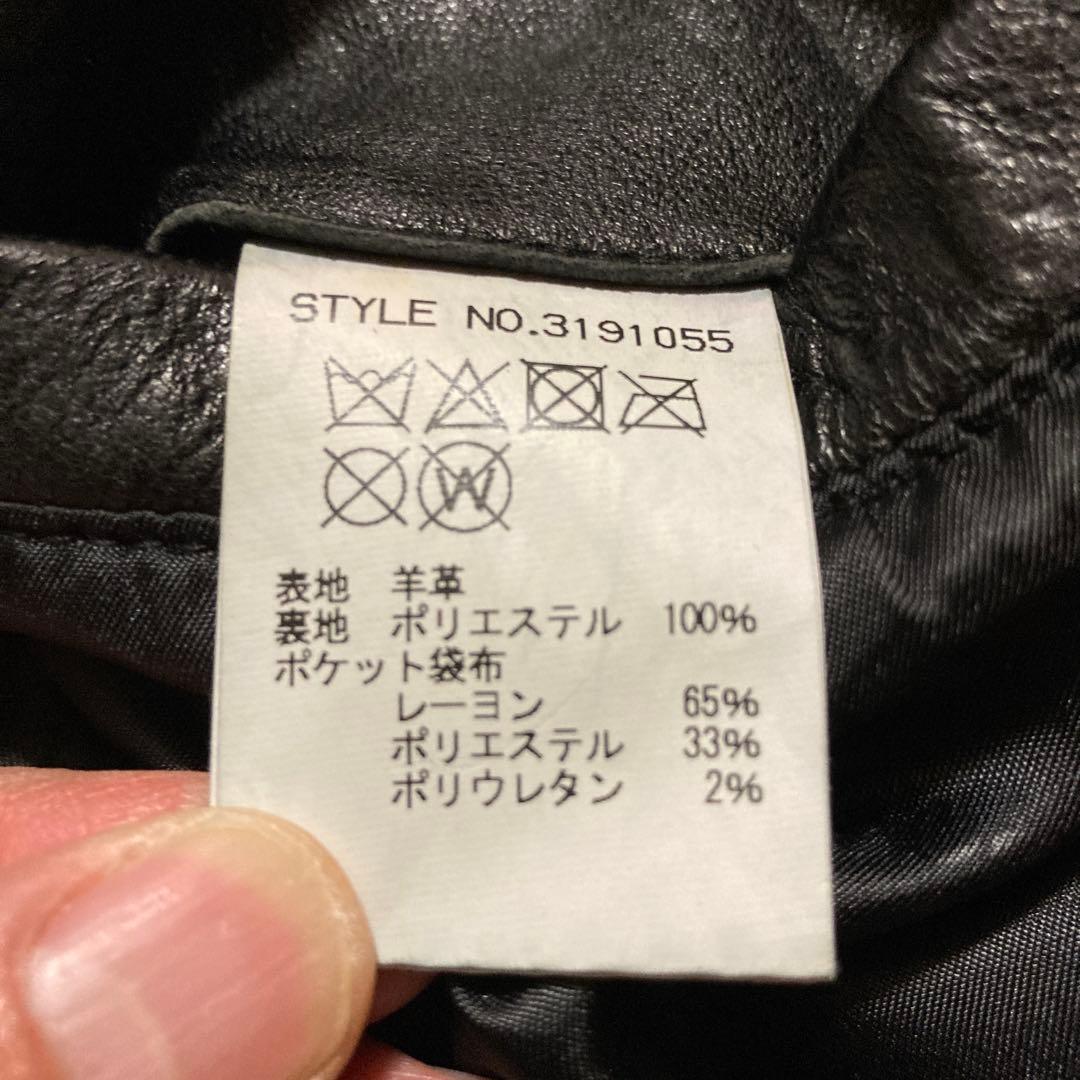 STYLE NO.3191055
W
表地 羊革
裏地 ポリエステル 100%
ポケット袋布
レーヨン 65%
ポリエステル 33%
ポリウレタン 2%